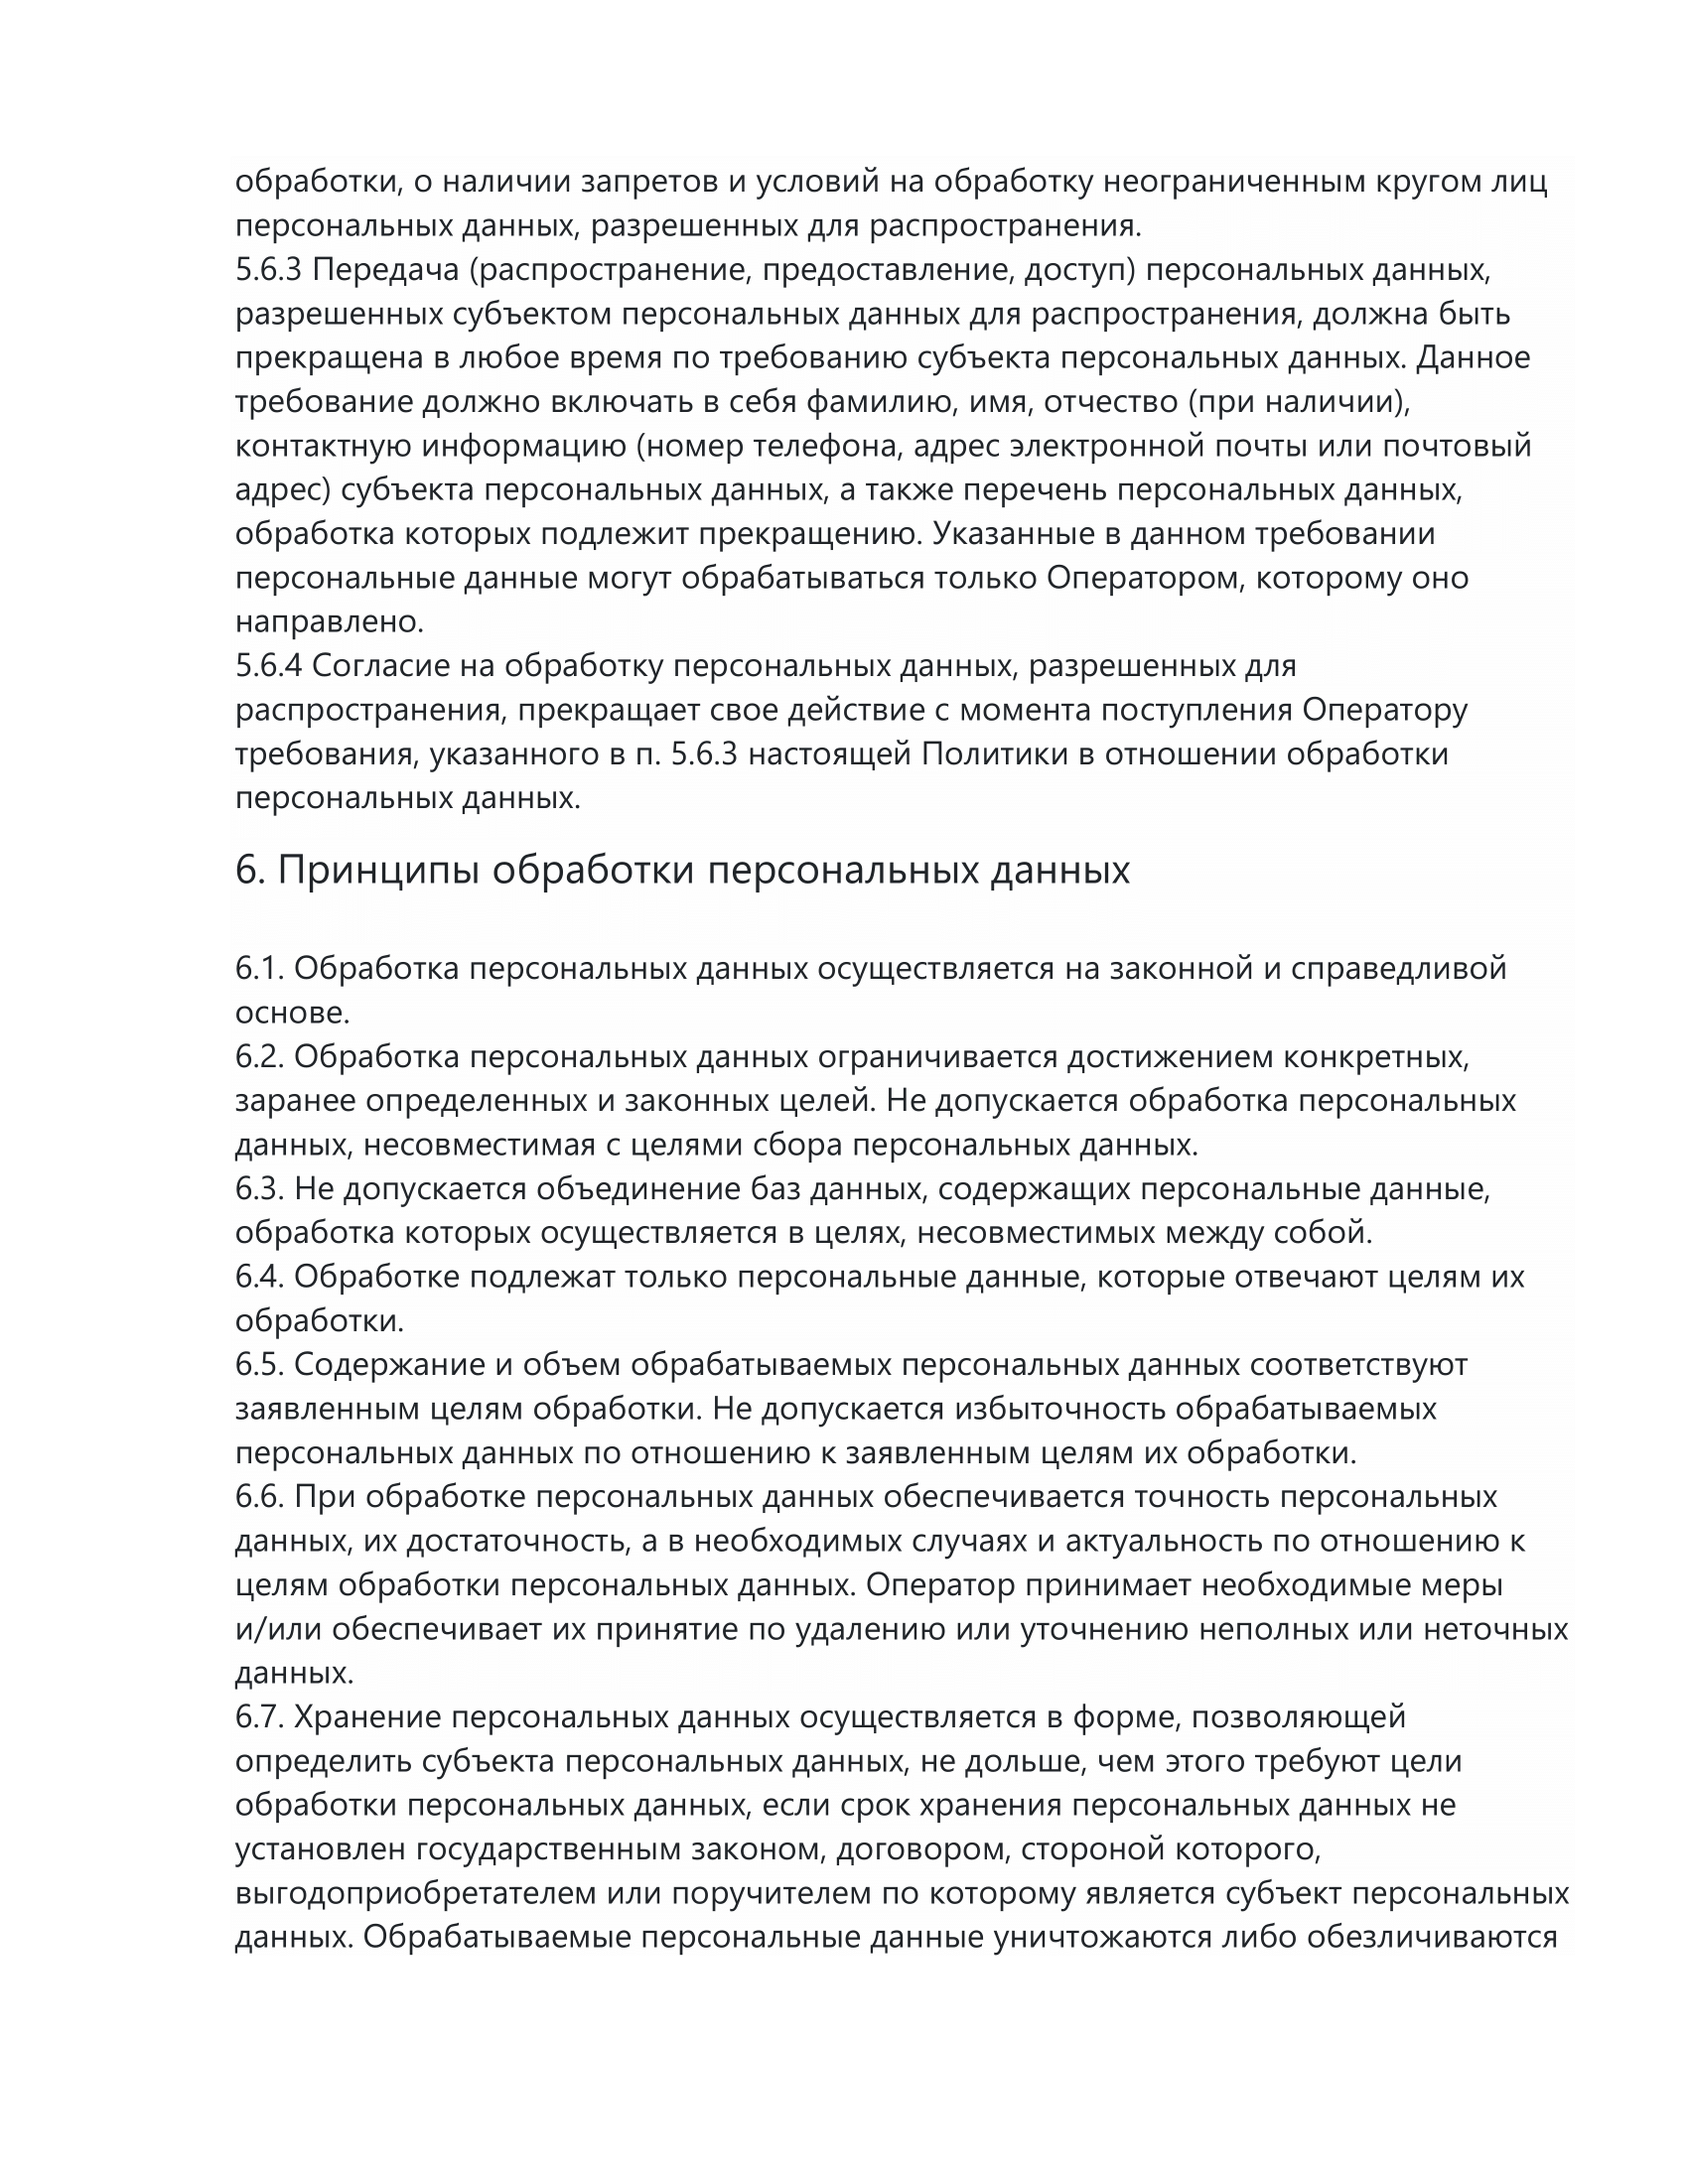 обработки, о наличии запретов и условий на обработку неограниченным кругом лиц
персональных данных, разрешенных для распространения.
5.6.3 Передача (распространение, предоставление, доступ) персональных данных,
разрешенных субъектом персональных данных для распространения, должна быть
прекращена в любое время по требованию субъекта персональных данных. Данное
требование должно включать в себя фамилию, имя, отчество (при наличии),
контактную информацию (номер телефона, адрес электронной почты или почтовый
адрес) субъекта персональных данных, а также перечень персональных данных,
обработка которых подлежит прекращению. Указанные в данном требовании
персональные данные могут обрабатываться только Оператором, которому оно
направлено.
5.6.4 Согласие на обработку персональных данных, разрешенных для
распространения, прекращает свое действие с момента поступления Оператору
требования, указанного в п. 5.6.3 настоящей Политики в отношении обработки
персональных данных.
6. Принципы обработки персональных данных
6.1. Обработка персональных данных осуществляется на законной и справедливой
основе.
6.2. Обработка персональных данных ограничивается достижением конкретных,
заранее определенных и законных целей. Не допускается обработка персональных
данных, несовместимая с целями сбора персональных данных.
6.3. Не допускается объединение баз данных, содержащих персональные данные,
обработка которых осуществляется в целях, несовместимых между собой.
6.4. Обработке подлежат только персональные данные, которые отвечают целям их
обработки.
6.5. Содержание и объем обрабатываемых персональных данных соответствуют
заявленным целям обработки. Не допускается избыточность обрабатываемых
персональных данных по отношению к заявленным целям их обработки.
6.6. При обработке персональных данных обеспечивается точность персональных
данных, их достаточность, а в необходимых случаях и актуальность по отношению к
целям обработки персональных данных. Оператор принимает необходимые меры
и/или обеспечивает их принятие по удалению или уточнению неполных или неточных
данных.
6.7. Хранение персональных данных осуществляется в форме, позволяющей
определить субъекта персональных данных, не дольше, чем этого требуют цели
обработки персональных данных, если срок хранения персональных данных не
установлен государственным законом, договором, стороной которого,
выгодоприобретателем или поручителем по которому является субъект персональных
данных. Обрабатываемые персональные данные уничтожаются либо обезличиваются